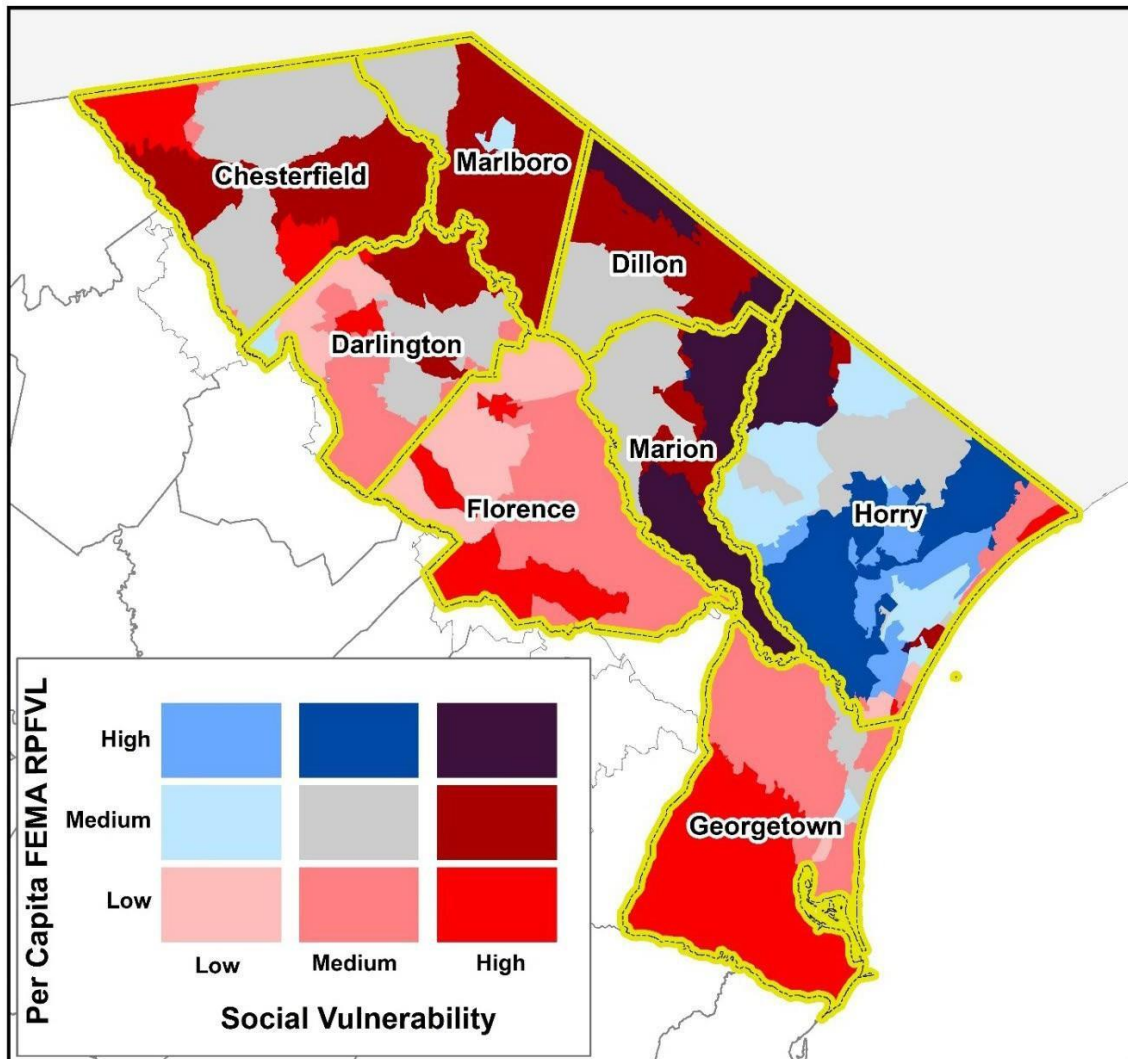 Chesterfield
Marlboro
Dillon
Darlington
Marion
Florence
Horry
Georgetown
Per Capita FEMA RPFVL
High
Medium
Low
Low
Medium
High
Social Vulnerability